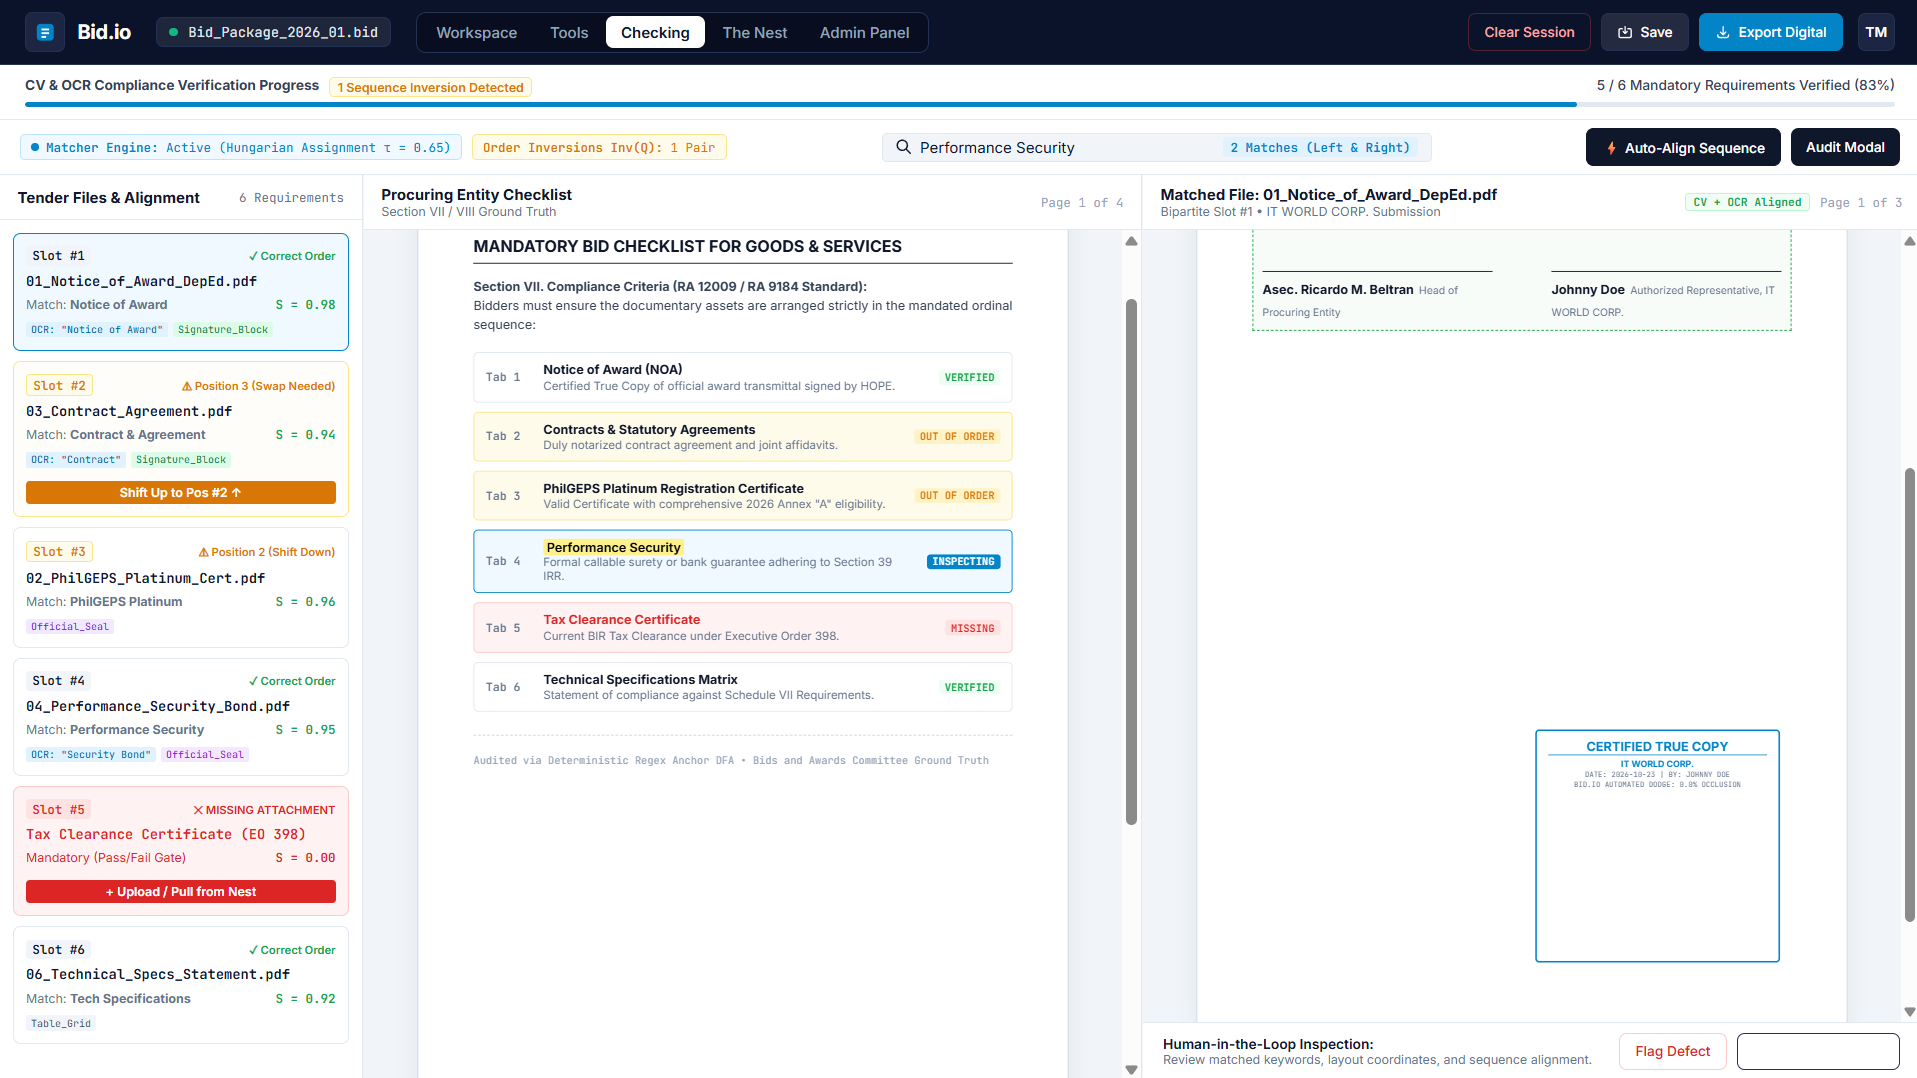 Bid.io
Bid_Package_2026_01.bid
Workspace
Tools
Checking
The Nest
Admin Panel
Clear Session
Save
Export Digital
TM
CV & OCR Compliance Verification Progress
1 Sequence Inversion Detected
5 / 6 Mandatory Requirements Verified (83%)
Matcher Engine: Active (Hungarian Assignment τ = 0.65)
Order Inversions Inv(Q): 1 Pair
Performance Security
2 Matches (Left & Right)
Auto-Align Sequence
Audit Modal
Tender Files & Alignment
6 Requirements
Slot #1
✓ Correct Order
01_Notice_of_Award_DepEd.pdf
Match: Notice of Award
S = 0.98
OCR: "Notice of Award"
Signature_Block
Slot #2
⚠ Position 3 (Swap Needed)
03_Contract_Agreement.pdf
Match: Contract & Agreement
S = 0.94
OCR: "Contract"
Signature_Block
Shift Up to Pos #2 ↑
Slot #3
⚠ Position 2 (Shift Down)
02_PhilGEPS_Platinum_Cert.pdf
Match: PhilGEPS Platinum
S = 0.96
Official_Seal
Slot #4
✓ Correct Order
04_Performance_Security_Bond.pdf
Match: Performance Security
S = 0.95
OCR: "Security Bond"
Official_Seal
Slot #5
✕ MISSING ATTACHMENT
Tax Clearance Certificate (EO 398)
Mandatory (Pass/Fail Gate)
S = 0.00
+ Upload / Pull from Nest
Slot #6
✓ Correct Order
06_Technical_Specs_Statement.pdf
Match: Tech Specifications
S = 0.92
Table_Grid
Procuring Entity Checklist
Section VII / VIII Ground Truth
Page 1 of 4
MANDATORY BID CHECKLIST FOR GOODS & SERVICES
Section VII. Compliance Criteria (RA 12009 / RA 9184 Standard):
Bidders must ensure the documentary assets are arranged strictly in the mandated ordinal
sequence:
Tab 1
Notice of Award (NOA)
Certified True Copy of official award transmittal signed by HOPE.
VERIFIED
Tab 2
Contracts & Statutory Agreements
Duly notarized contract agreement and joint affidavits.
OUT OF ORDER
Tab 3
PhilGEPS Platinum Registration Certificate
Valid Certificate with comprehensive 2026 Annex "A" eligibility.
OUT OF ORDER
Tab 4
Performance Security
Formal callable surety or bank guarantee adhering to Section 39
IRR.
INSPECTING
Tab 5
Tax Clearance Certificate
Current BIR Tax Clearance under Executive Order 398.
MISSING
Tab 6
Technical Specifications Matrix
Statement of compliance against Schedule VII Requirements.
VERIFIED
Audited via Deterministic Regex Anchor DFA • Bids and Awards Committee Ground Truth
Matched File: 01_Notice_of_Award_DepEd.pdf
Bipartite Slot #1 • IT WORLD CORP. Submission
CV + OCR Aligned
Page 1 of 3
Asec. Ricardo M. Beltran Head of
Procuring Entity
Johnny Doe Authorized Representative, IT
WORLD CORP.
CERTIFIED TRUE COPY
IT WORLD CORP.
DATE: 2026-10-23 | BY: JOHNNY DOE
BID.IO AUTOMATED DODGE: 0.0% OCCLUSION
Human-in-the-Loop Inspection:
Review matched keywords, layout coordinates, and sequence alignment.
Flag Defect